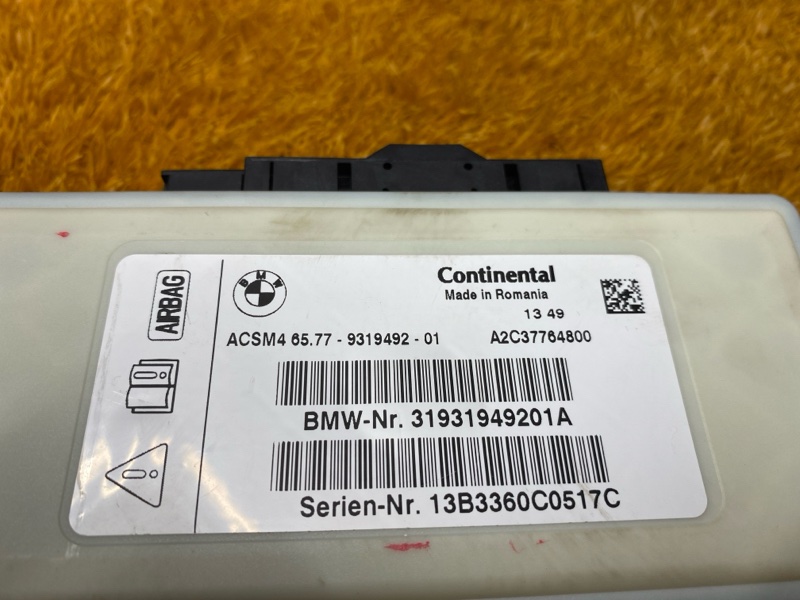 AIRBAG
BMW
Continental
Made in Romania
13 49
ACSM4 65.77 - 9319492 - 01 A2C37764800
BMW-Nr. 31931949201A
Serien-Nr. 13B3360C0517C